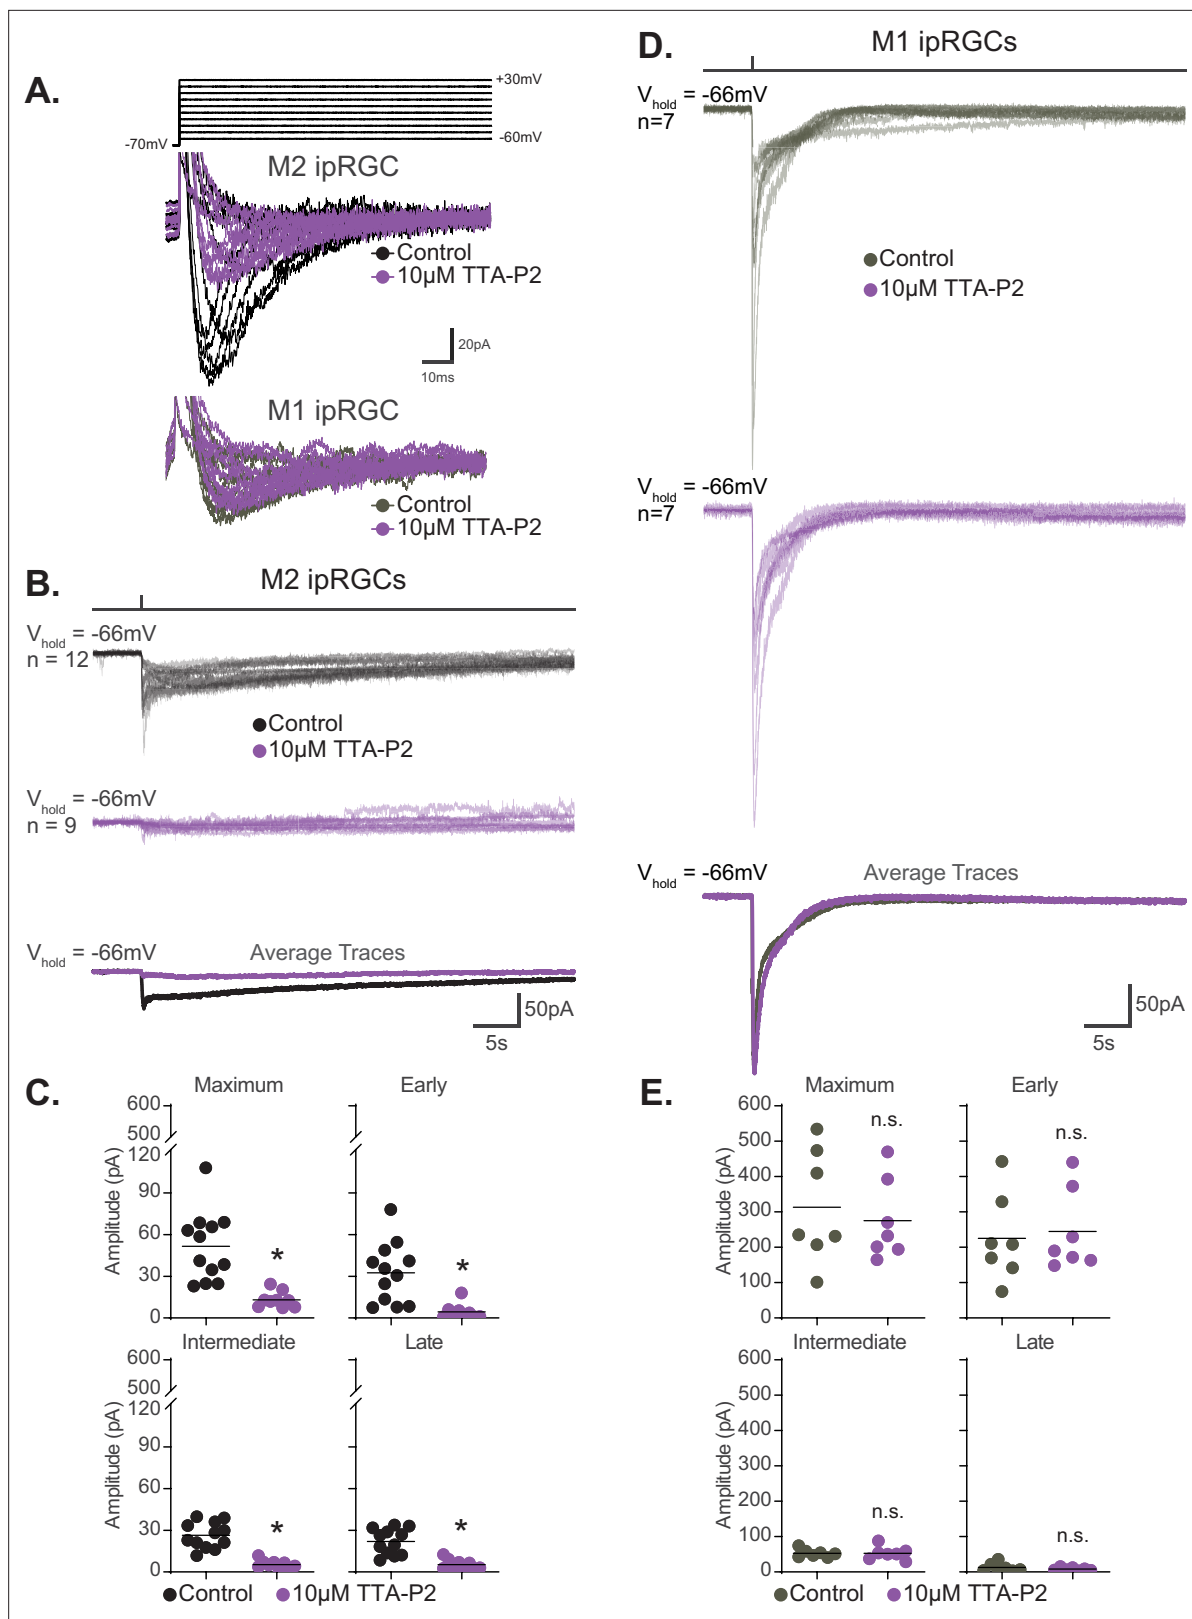 A.
+30mV
-60mV
-70mV
M2 ipRGC
Control
10µM TTA-P2
20pA
10ms
M1 ipRGC
Control
10µM TTA-P2
B.
M2 ipRGCs
Vhold = -66mV
n = 12
Control
10µM TTA-P2
Vhold = -66mV
n = 9
Vhold = -66mV
Average Traces
50pA
5s
C.
Maximum
Early
Amplitude (pA)
600
500
120
90
60
30
0
*
*
Intermediate
Late
Amplitude (pA)
600
500
120
90
60
30
0
*
*
Control
10µM TTA-P2
D.
M1 ipRGCs
Vhold = -66mV
n=7
Control
10µM TTA-P2
Vhold = -66mV
n=7
Vhold = -66mV
Average Traces
50pA
5s
E.
Maximum
Early
Amplitude (pA)
600
500
400
300
200
100
0
n.s.
n.s.
Intermediate
Late
Amplitude (pA)
600
500
400
300
200
100
0
n.s.
n.s.
Control
10µM TTA-P2